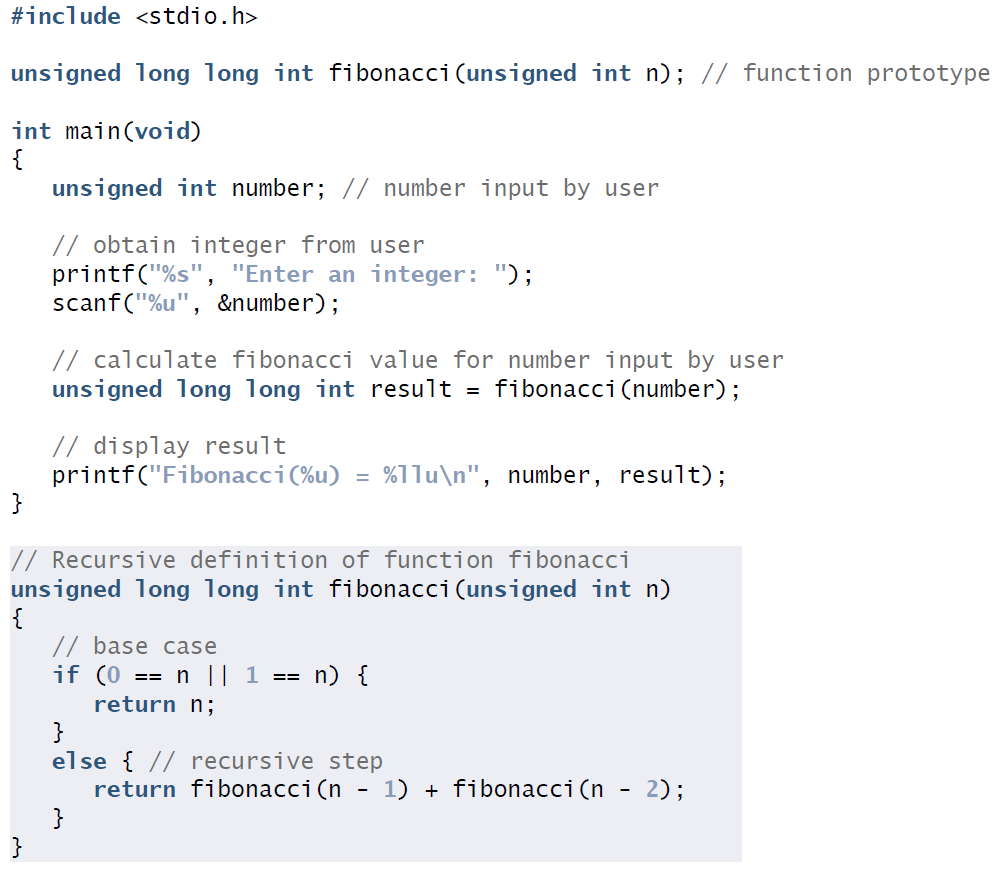 #include <stdio.h>
unsigned long long int fibonacci(unsigned int n); // function prototype
int main(void)
{
unsigned int number; // number input by user
// obtain integer from user
printf("%s", "Enter an integer: ");
scanf("%u", &number);
// calculate fibonacci value for number input by user
unsigned long long int result = fibonacci(number);
// display result
printf("Fibonacci(%u) = %llu\n", number, result);
}
// Recursive definition of function fibonacci
unsigned long long int fibonacci(unsigned int n)
{
// base case
if (0 == n || 1 == n) {
return n;
}
else { // recursive step
return fibonacci(n - 1) + fibonacci(n - 2);
}
}